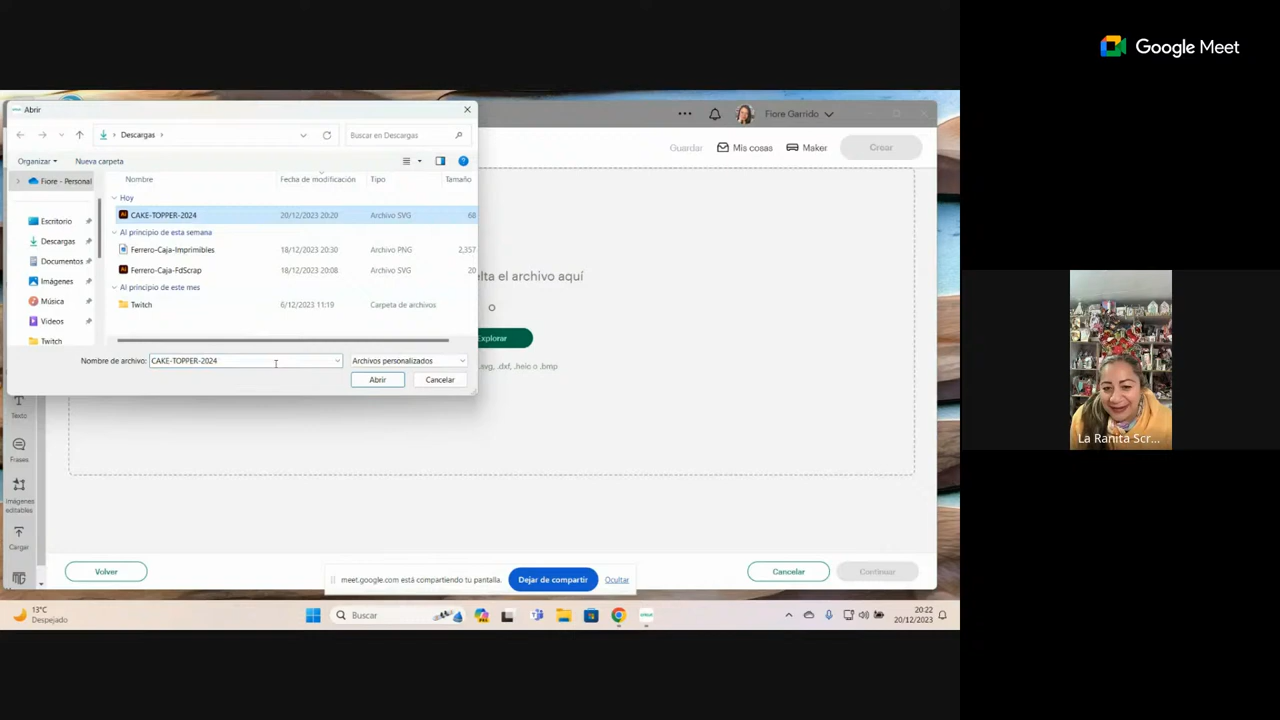 Google Meet
Abrir
Descargas
Buscar en Descargas
Fiore Garrido
Organizar
Nueva carpeta
Guardar
Mis cosas
Maker
Crear
Fiore - Personal
Nombre
Fecha de modificación
Tipo
Tamaño
Hoy
CAKE-TOPPER-2024
20/12/2023 20:20
Archivo SVG
68
Al principio de esta semana
Ferrero-Caja-Imprimibles
18/12/2023 20:30
Archivo PNG
2,357
Ferrero-Caja-FdScrap
18/12/2023 20:08
Archivo SVG
20
Al principio de este mes
Twitch
6/12/2023 11:19
Carpeta de archivos
Escritorio
Descargas
Documentos
Imágenes
Música
Videos
Twitch
elta el archivo aquí
o
Explorar
.svg, .dxf, .heic o .bmp
Nombre de archivo:
CAKE-TOPPER-2024
Archivos personalizados
Abrir
Cancelar
Texto
Frases
Imágenes
editables
Cargar
La Ranita Scr...
Volver
meet.google.com está compartiendo tu pantalla.
Dejar de compartir
Ocultar
Cancelar
Continuar
13°C
Despejado
Buscar
20:22
20/12/2023